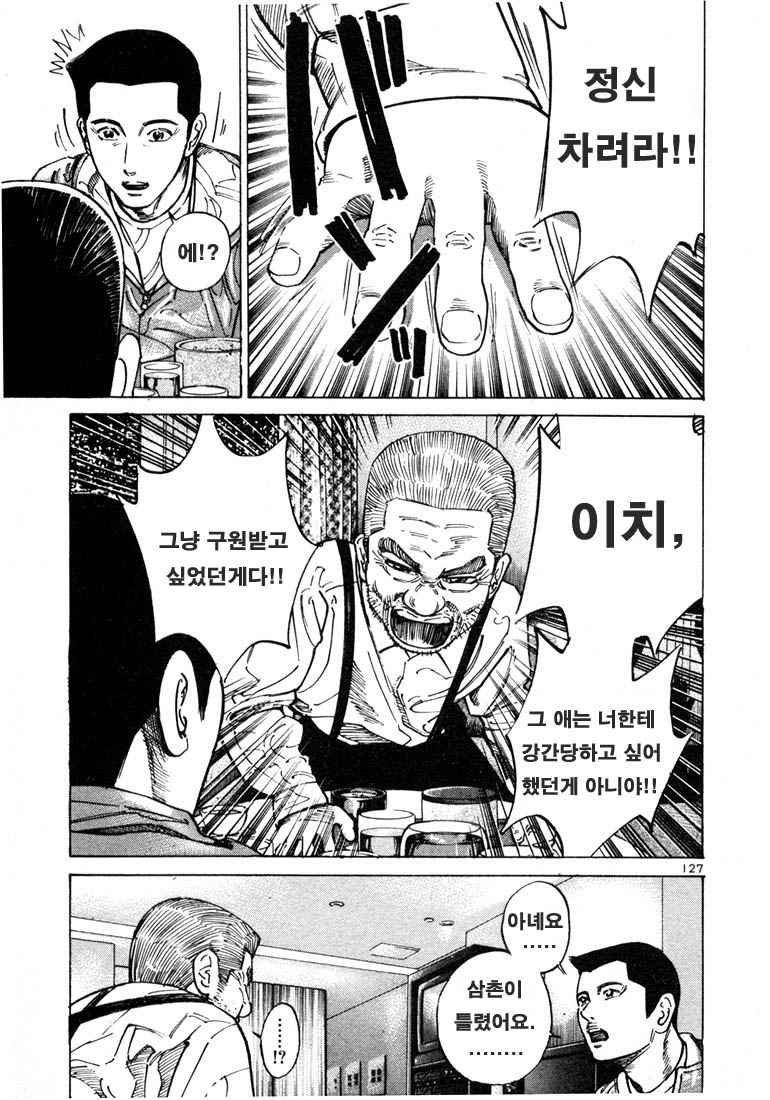 정신
차려라!!
에!?
이치,
그냥 구원받고
싶었던게다!!
그 애는 너한테
강간당하고 싶어
했던게 아니야!!
127
아녜요
.....
삼촌이
틀렸어요.
........
......
!?